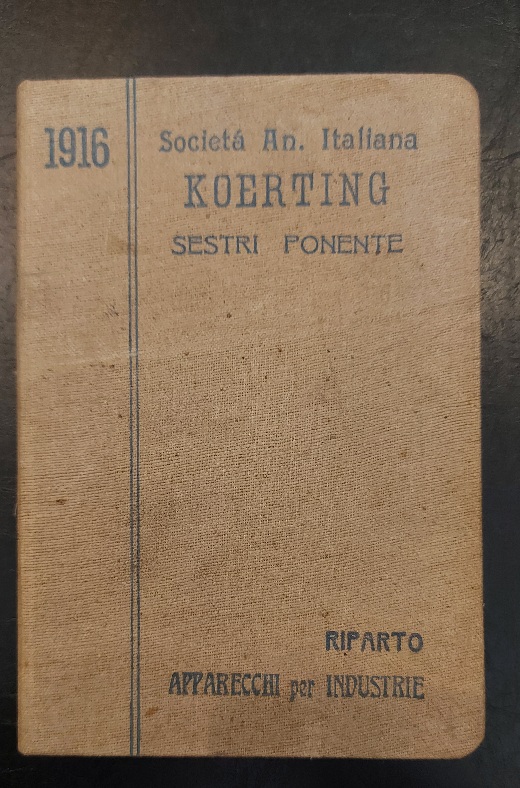 1916
Societá An. Italiana
KOERTING
SESTRI PONENTE
RIPARTO
APPARECCHI per INDUSTRIE